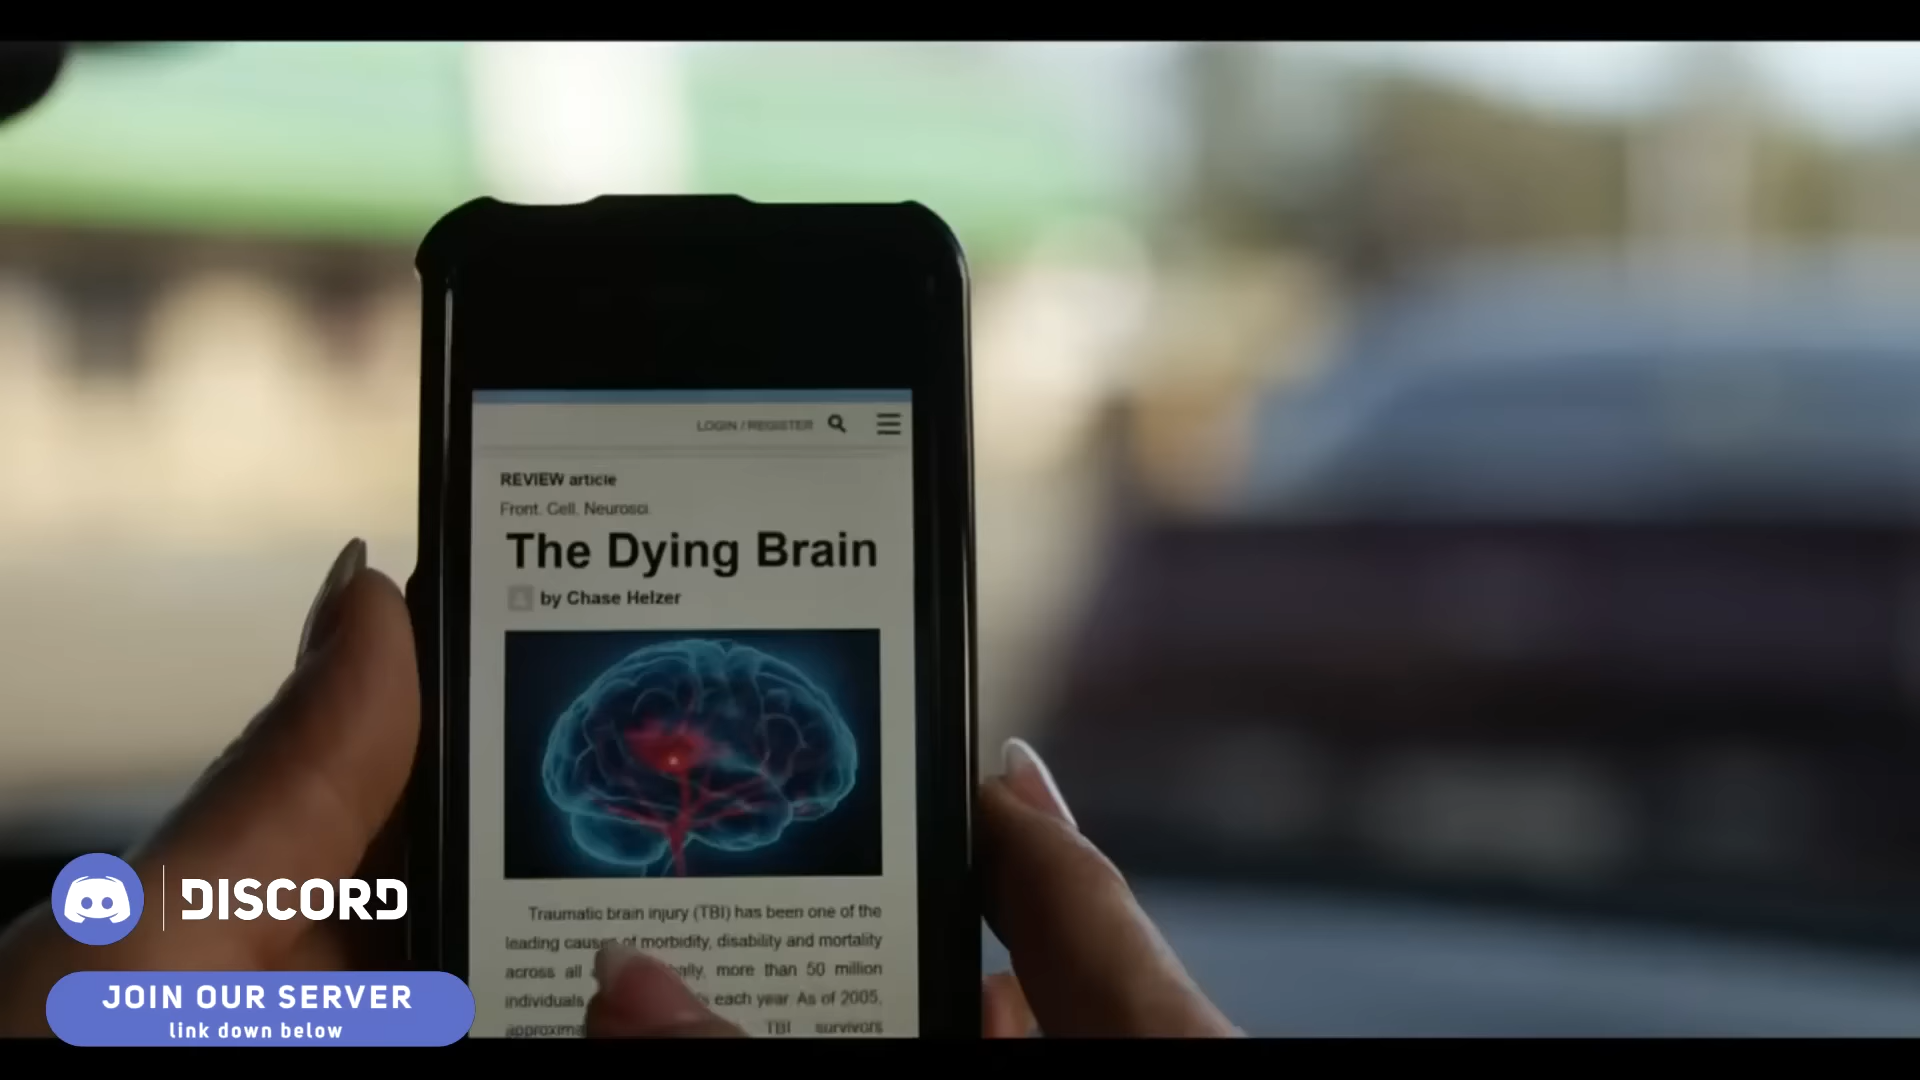 LOGIN / REGISTER
REVIEW article
Front. Cell. Neurosci.
The Dying Brain
by Chase Helzer
Traumatic brain injury (TBI) has been one of the
leading causes of morbidity, disability and mortality
across all more than 50 million
individuals each year. As of 2005,
TBI survivors
DISCORD
JOIN OUR SERVER
link down below